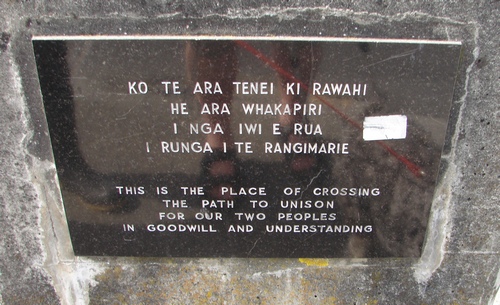 KO TE ARA TENEI KI RAWAHI
HE ARA WHAKAPIRI
I NGA IWI E RUA
I RUNGA I TE RANGIMARIE
THIS IS THE PLACE OF CROSSING
THE PATH TO UNISON
FOR OUR TWO PEOPLES
IN GOODWILL AND UNDERSTANDING